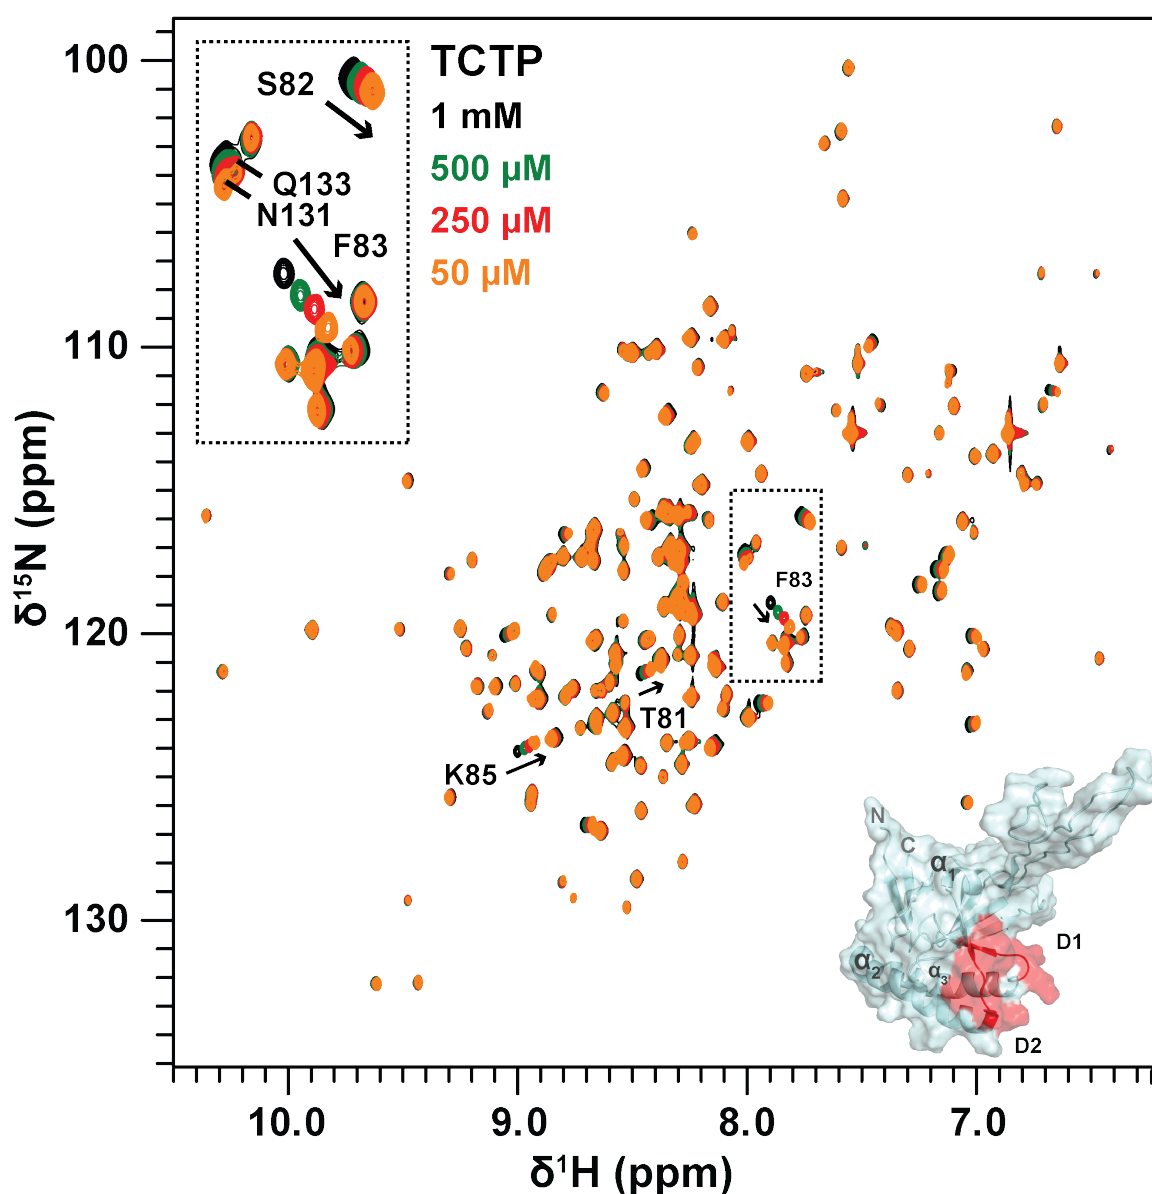 TCTP
1 mM
500 µM
250 µM
50 µM
S82
Q133
N131
F83
F83
T81
K85
N
C
α1
α2
α3
D1
D2
100
110
120
130
δ¹⁵N (ppm)
10.0 9.0 8.0 7.0
δ¹H (ppm)